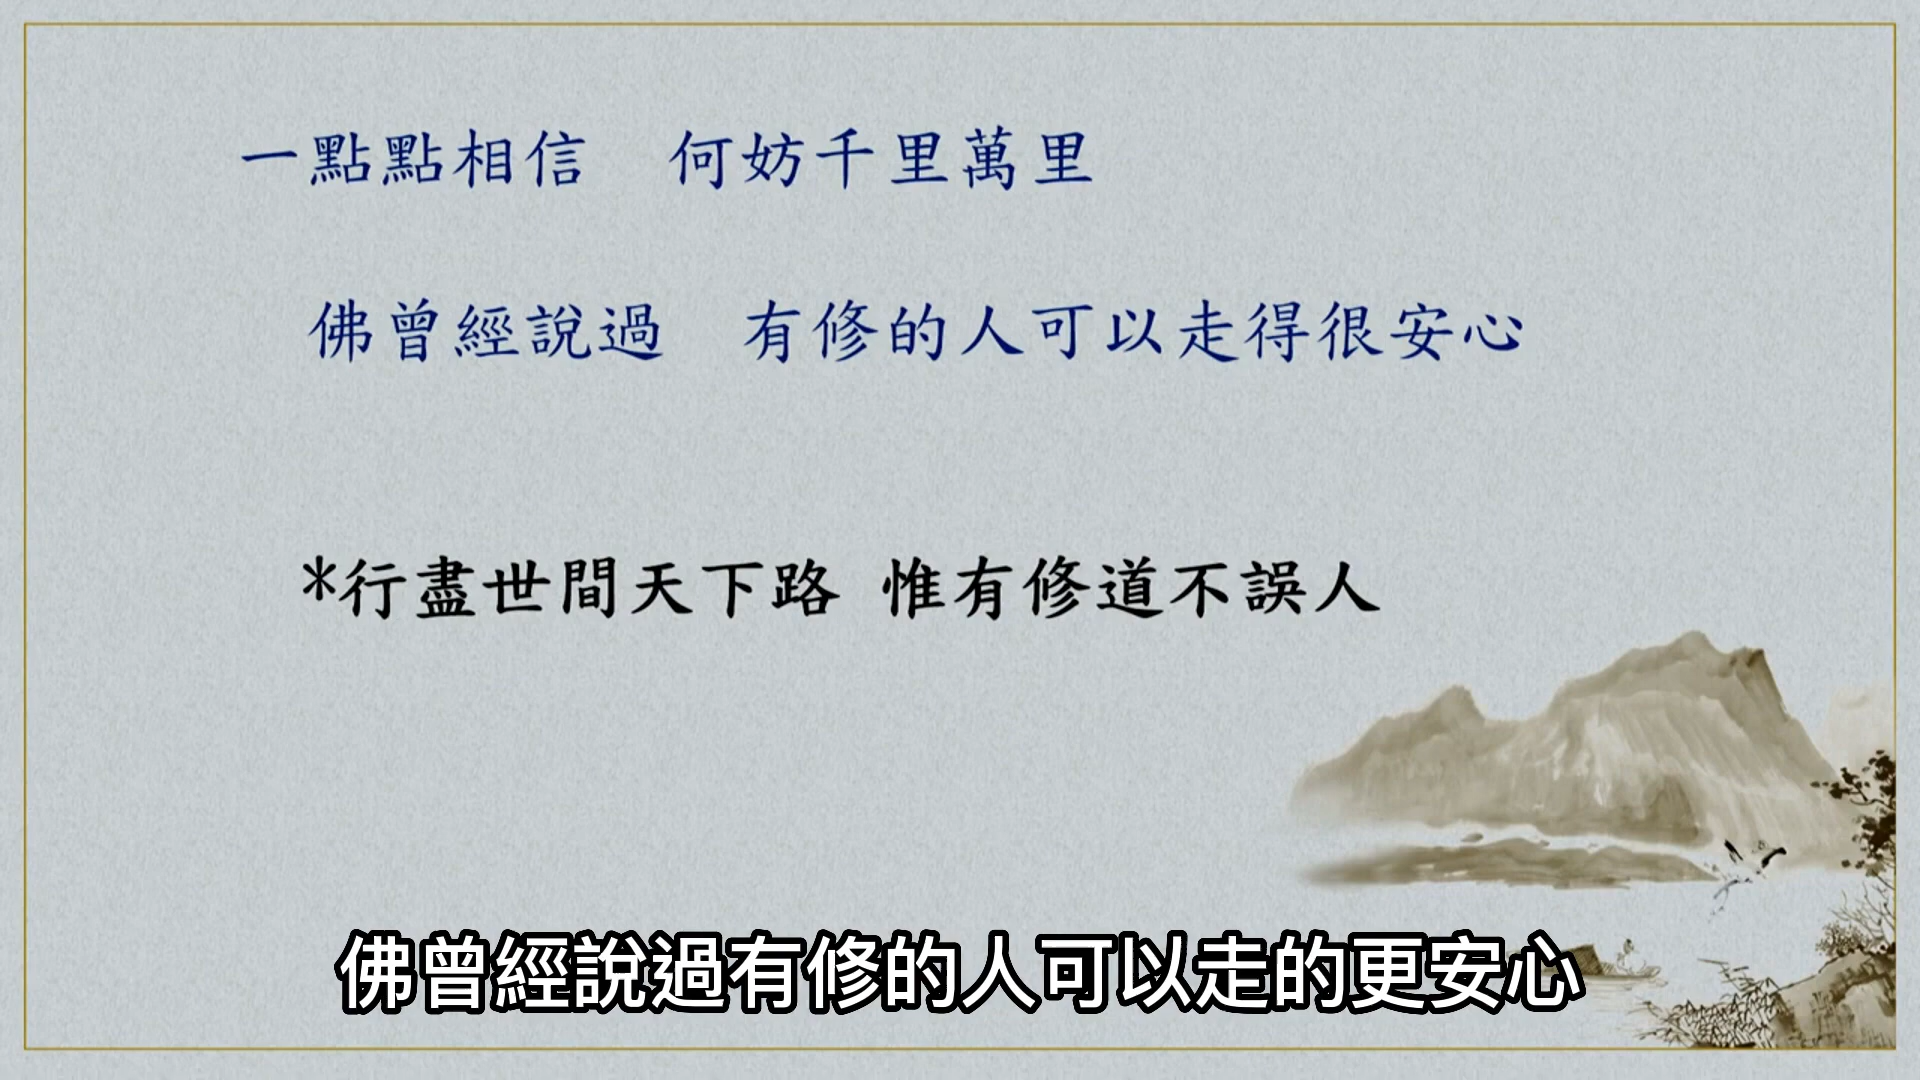 一點點相信　何妨千里萬里
佛曾經說過　有修的人可以走得很安心
*行盡世間天下路 惟有修道不誤人
佛曾經說過有修的人可以走的更安心